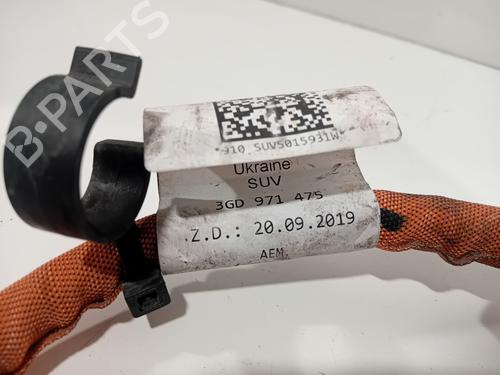 B-PARTS
910 SUV5015931W
Ukraine
SUV
3GD 971 475
Z.D.: 20.09.2019
AEM